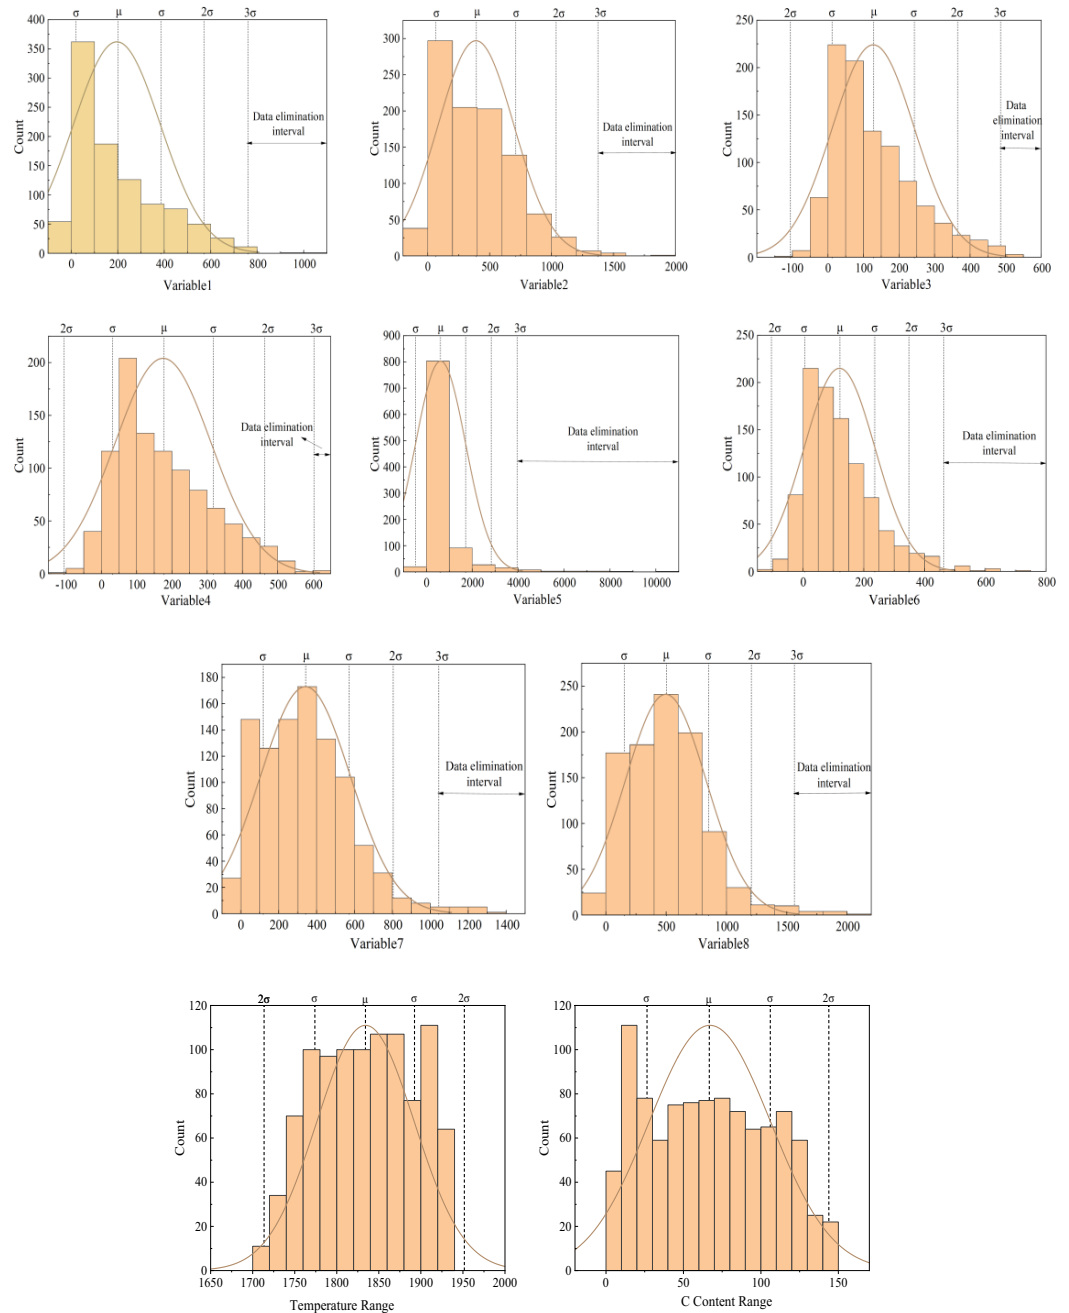 σ μ σ 2σ 3σ
400
350
300
250
200
150
100
50
0
Count
Data elimination
interval
0 200 400 600 800 1000
Variable1
σ μ σ 2σ 3σ
300
250
200
150
100
50
0
Count
Data elimination
interval
0 500 1000 1500 2000
Variable2
2σ σ μ σ 2σ 3σ
250
200
150
100
50
0
Count
Data
elimination
interval
-100 0 100 200 300 400 500 600
Variable3
2σ σ μ σ 2σ 3σ
200
150
100
50
0
Count
Data elimination
interval
-100 0 100 200 300 400 500 600
Variable4
σ μ σ 2σ 3σ
900
800
700
600
500
400
300
200
100
0
Count
Data elimination
interval
0 2000 4000 6000 8000 10000
Variable5
2σ σ μ σ 2σ 3σ
250
200
150
100
50
0
Count
Data elimination
interval
0 200 400 600 800
Variable6
σ μ σ 2σ 3σ
180
160
140
120
100
80
60
40
20
0
Count
Data elimination
interval
0 200 400 600 800 1000 1200 1400
Variable7
σ μ σ 2σ 3σ
250
200
150
100
50
0
Count
Data elimination
interval
0 500 1000 1500 2000
Variable8
2σ σ μ σ 2σ
120
100
80
60
40
20
0
Count
1650 1700 1750 1800 1850 1900 1950 2000
Temperature Range
σ μ σ 2σ
120
100
80
60
40
20
0
Count
0 50 100 150
C Content Range